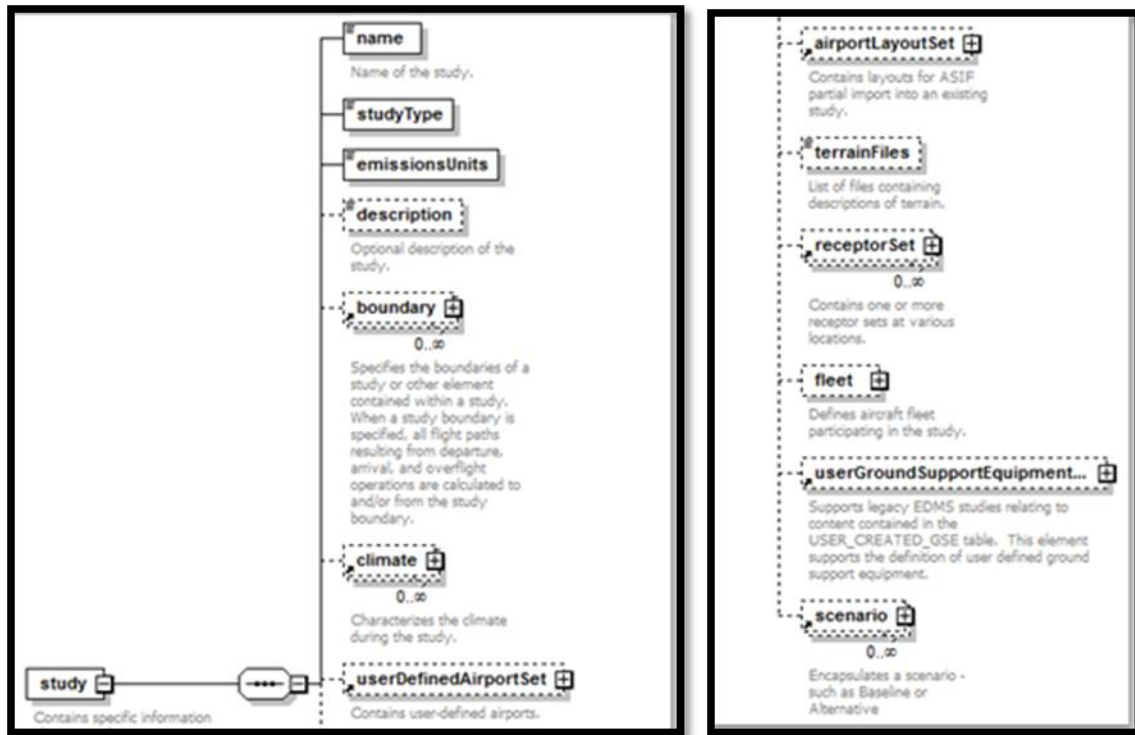 name
Name of the study.
studyType
emissionsUnits
description
Optional description of the
study.
boundary
0..∞
Specifies the boundaries of a
study or other element
contained within a study.
When a study boundary is
specified, all flight paths
resulting from departure,
arrival, and overflight
operations are calculated to
and/or from the study
boundary.
climate
0..∞
Characterizes the climate
during the study.
study
Contains specific information
userDefinedAirportSet
Contains user-defined airports.
airportLayoutSet
Contains layouts for ASIF
partial import into an existing
study.
terrainFiles
List of files containing
descriptions of terrain.
receptorSet
0..∞
Contains one or more
receptor sets at various
locations.
fleet
Defines aircraft fleet
participating in the study.
userGroundSupportEquipment...
Supports legacy EDMS studies relating to
content contained in the
USER_CREATED_GSE table.  This element
supports the definition of user defined ground
support equipment.
scenario
0..∞
Encapsulates a scenario -
such as Baseline or
Alternative